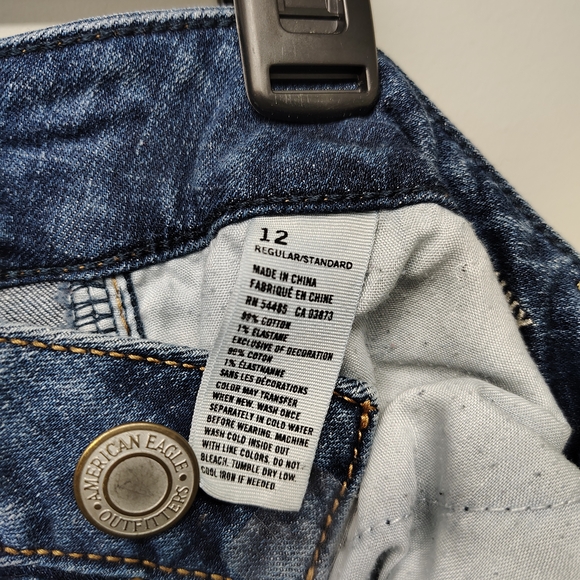 12
REGULAR/STANDARD
MADE IN CHINA
FABRIQUÉ EN CHINE
RN 54485 CA 03873
99% COTTON
1% ELASTANE
EXCLUSIVE OF DECORATION
99% COTON
1% ÉLASTHANNE
SANS LES DÉCORATIONS
COLOR MAY TRANSFER
WHEN NEW. WASH ONCE
SEPARATELY IN COLD WATER
BEFORE WEARING. MACHINE
WASH COLD INSIDE OUT
WITH LIKE COLORS. DO NOT
BLEACH. TUMBLE DRY LOW.
COOL IRON IF NEEDED.
AMERICAN EAGLE
OUTFITTERS